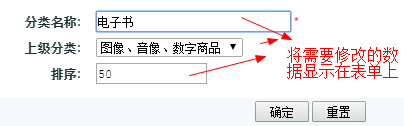 分类名称: 电子书 *
上级分类: 图像、音像、数字商品
排序: 50
将需要修改的数
据显示在表单上
确定 重置